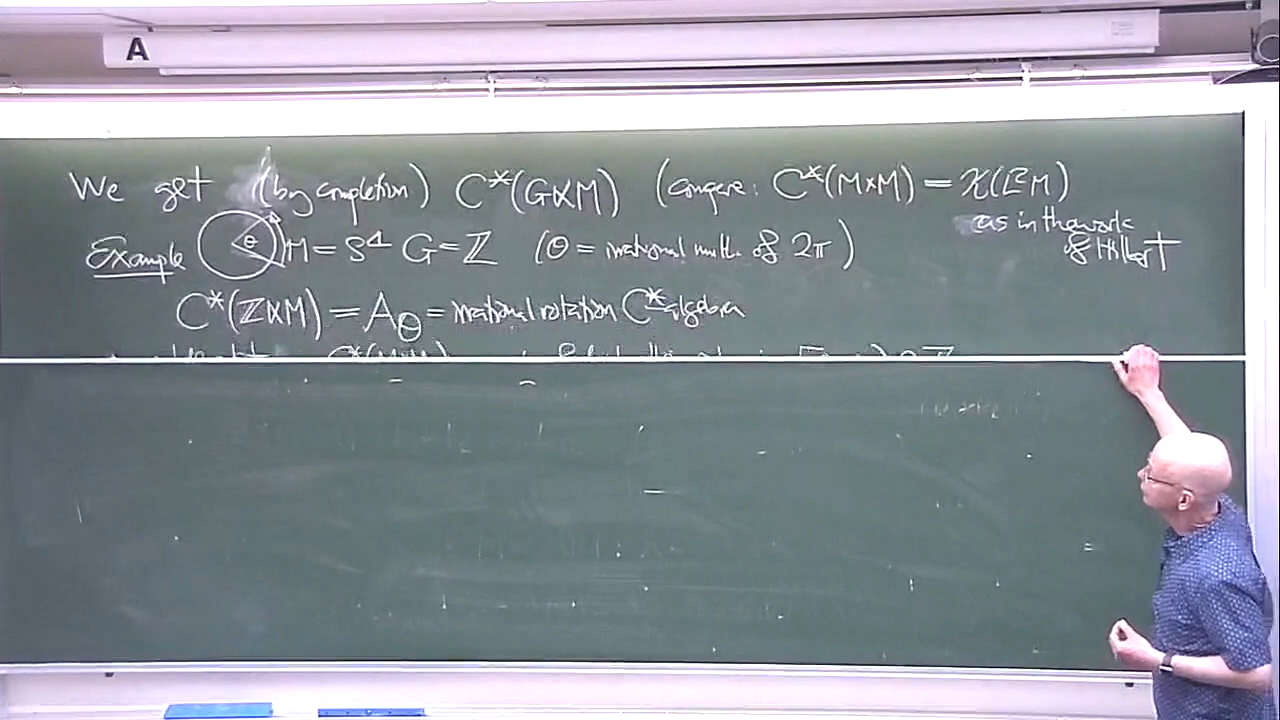 A
We get (by completion) C*(G⋉M) (compare: C*(M×M) = K(L²M)
as in the work
of Hilbert
Example θ M = S¹ G = ℤ (θ = irrational mult. of 2π)
C*(ℤ⋉M) = A_θ = irrational rotation C*-algebra